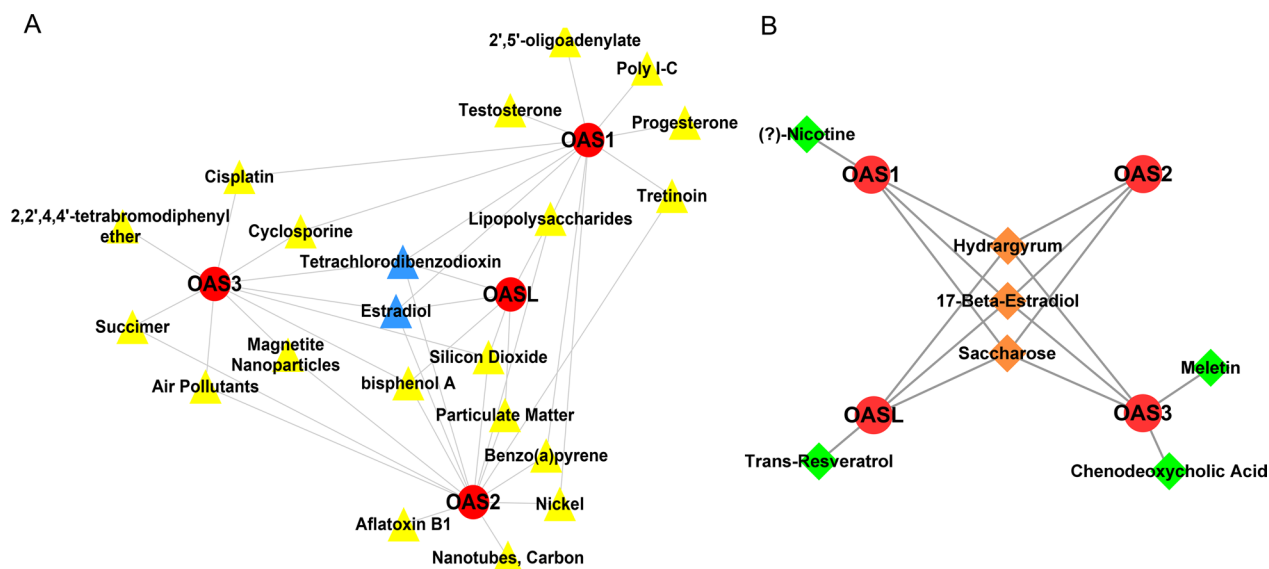 A
2',5'-oligoadenylate
Poly I-C
Testosterone
Progesterone
OAS1
Cisplatin
Tretinoin
2,2',4,4'-tetrabromodiphenyl
ether
Lipopolysaccharides
Cyclosporine
Tetrachlorodibenzodioxin
OAS3
OASL
Estradiol
Succimer
Magnetite
Nanoparticles
Silicon Dioxide
Air Pollutants
bisphenol A
Particulate Matter
Benzo(a)pyrene
OAS2
Nickel
Aflatoxin B1
Nanotubes, Carbon
B
(?)-Nicotine
OAS1
OAS2
Hydrargyrum
17-Beta-Estradiol
Saccharose
Meletin
OASL
OAS3
Trans-Resveratrol
Chenodeoxycholic Acid